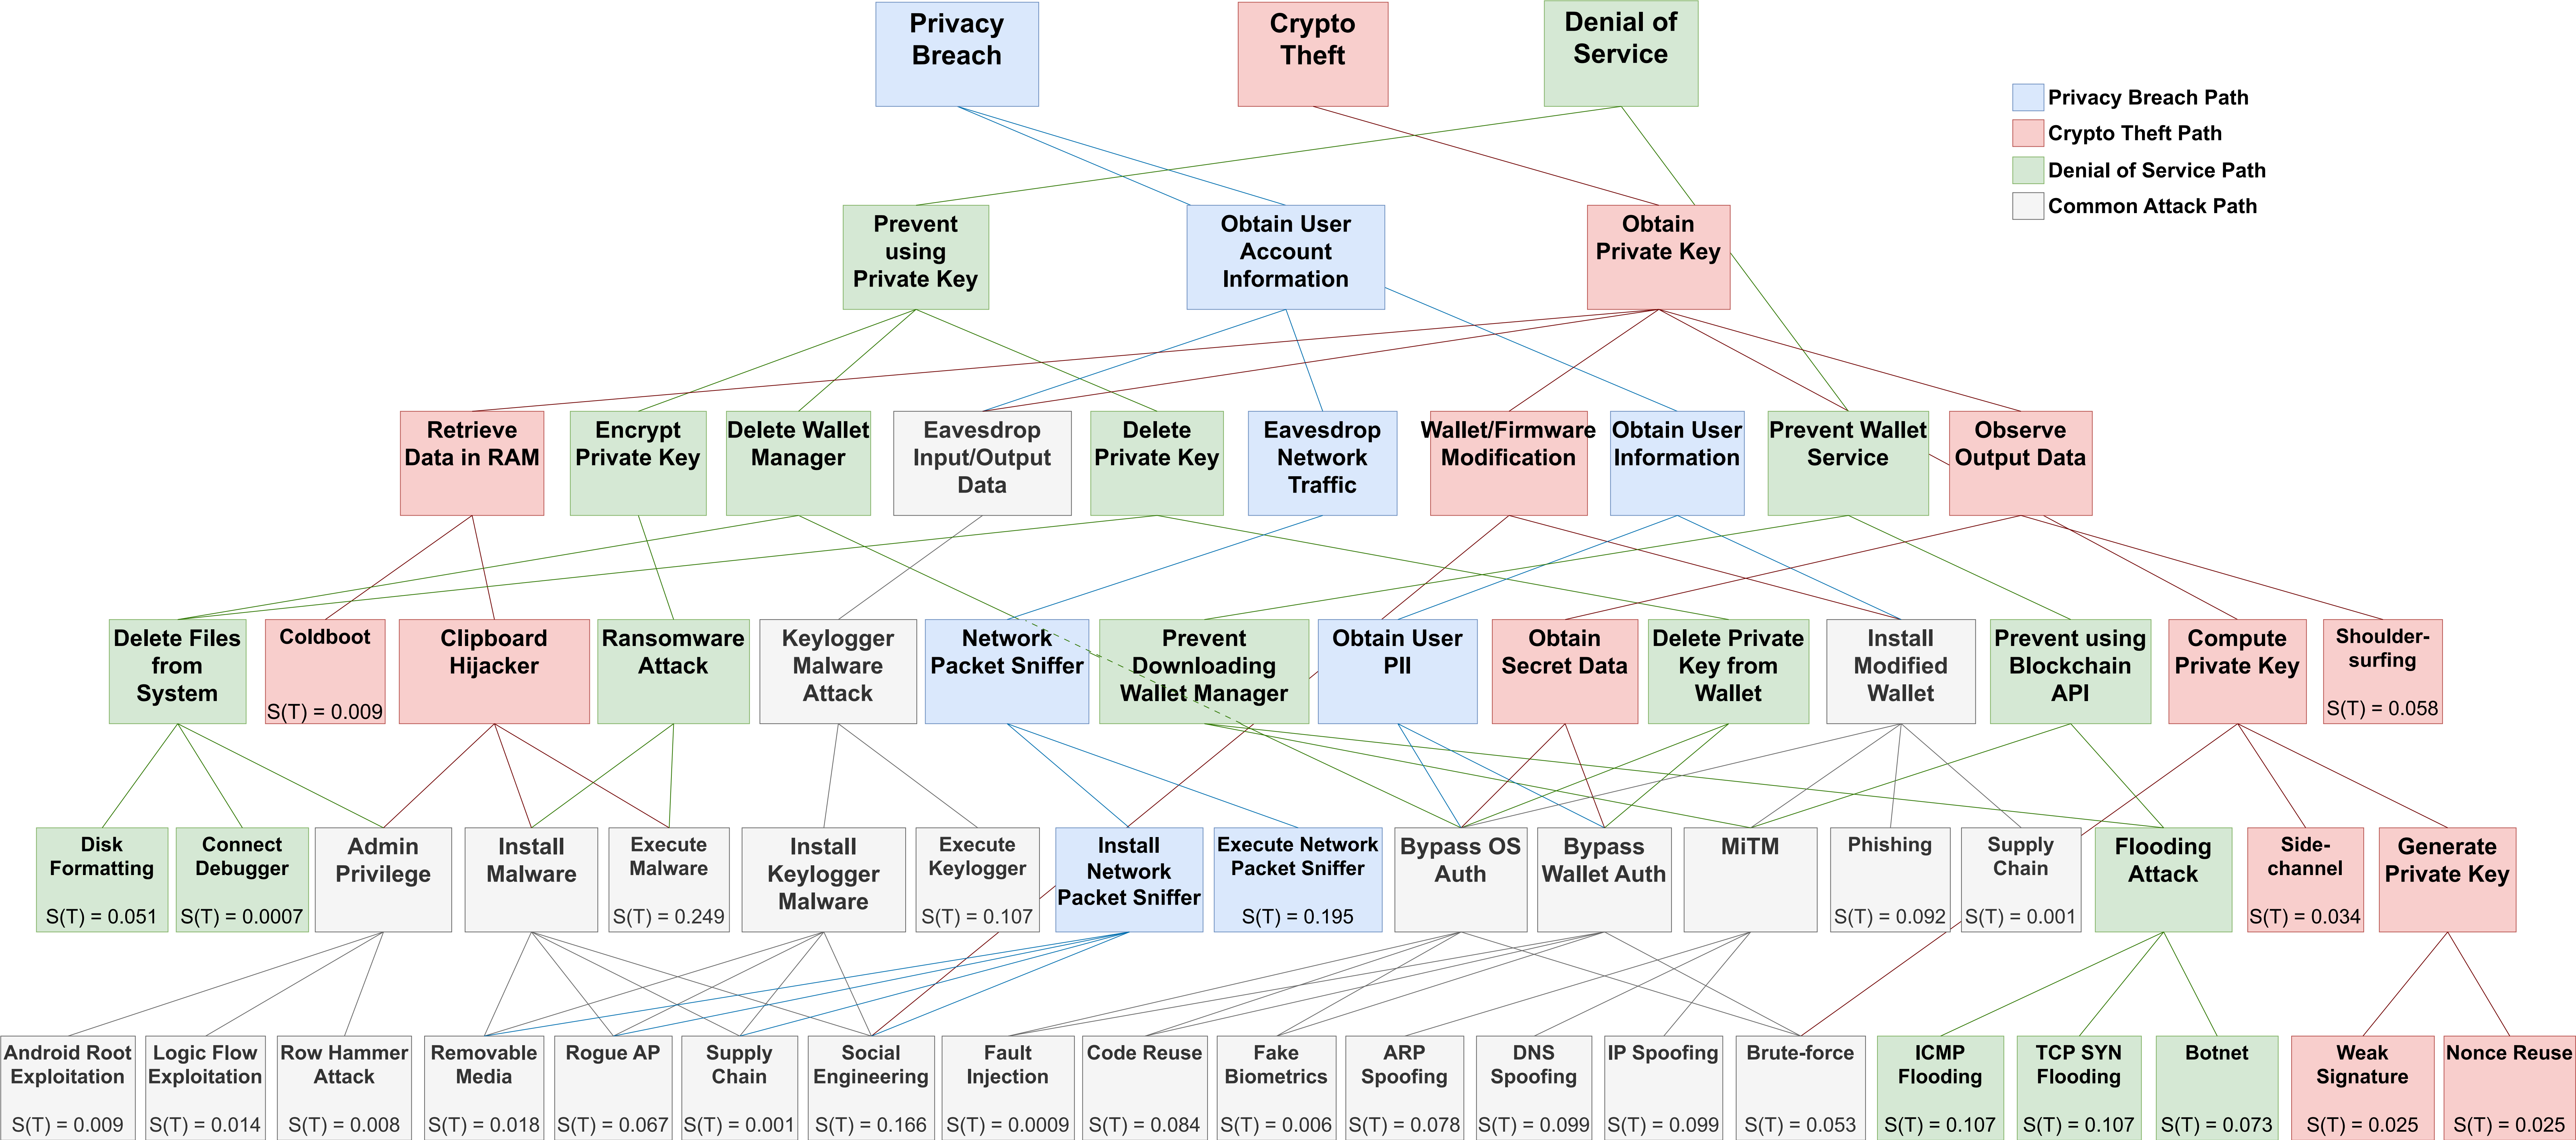 Privacy
Breach
Crypto
Theft
Denial of
Service
Privacy Breach Path
Crypto Theft Path
Denial of Service Path
Common Attack Path
Prevent
using
Private Key
Obtain User
Account
Information
Obtain
Private Key
Retrieve
Data in RAM
Encrypt
Private Key
Delete Wallet
Manager
Eavesdrop
Input/Output
Data
Delete
Private Key
Eavesdrop
Network
Traffic
Wallet/Firmware
Modification
Obtain User
Information
Prevent Wallet
Service
Observe
Output Data
Delete Files
from
System
Coldboot
S(T) = 0.009
Clipboard
Hijacker
Ransomware
Attack
Keylogger
Malware
Attack
Network
Packet Sniffer
Prevent
Downloading
Wallet Manager
Obtain User
PII
Obtain
Secret Data
Delete Private
Key from
Wallet
Install
Modified
Wallet
Prevent using
Blockchain
API
Compute
Private Key
Shoulder-
surfing
S(T) = 0.058
Disk
Formatting
S(T) = 0.051
Connect
Debugger
S(T) = 0.0007
Admin
Privilege
Install
Malware
Execute
Malware
S(T) = 0.249
Install
Keylogger
Malware
Execute
Keylogger
S(T) = 0.107
Install
Network
Packet Sniffer
Execute Network
Packet Sniffer
S(T) = 0.195
Bypass OS
Auth
Bypass
Wallet Auth
MiTM
Phishing
S(T) = 0.092
Supply
Chain
S(T) = 0.001
Flooding
Attack
Side-
channel
S(T) = 0.034
Generate
Private Key
Android Root
Exploitation
S(T) = 0.009
Logic Flow
Exploitation
S(T) = 0.014
Row Hammer
Attack
S(T) = 0.008
Removable
Media
S(T) = 0.018
Rogue AP
S(T) = 0.067
Supply
Chain
S(T) = 0.001
Social
Engineering
S(T) = 0.166
Fault
Injection
S(T) = 0.0009
Code Reuse
S(T) = 0.084
Fake
Biometrics
S(T) = 0.006
ARP
Spoofing
S(T) = 0.078
DNS
Spoofing
S(T) = 0.099
IP Spoofing
S(T) = 0.099
Brute-force
S(T) = 0.053
ICMP
Flooding
S(T) = 0.107
TCP SYN
Flooding
S(T) = 0.107
Botnet
S(T) = 0.073
Weak
Signature
S(T) = 0.025
Nonce Reuse
S(T) = 0.025